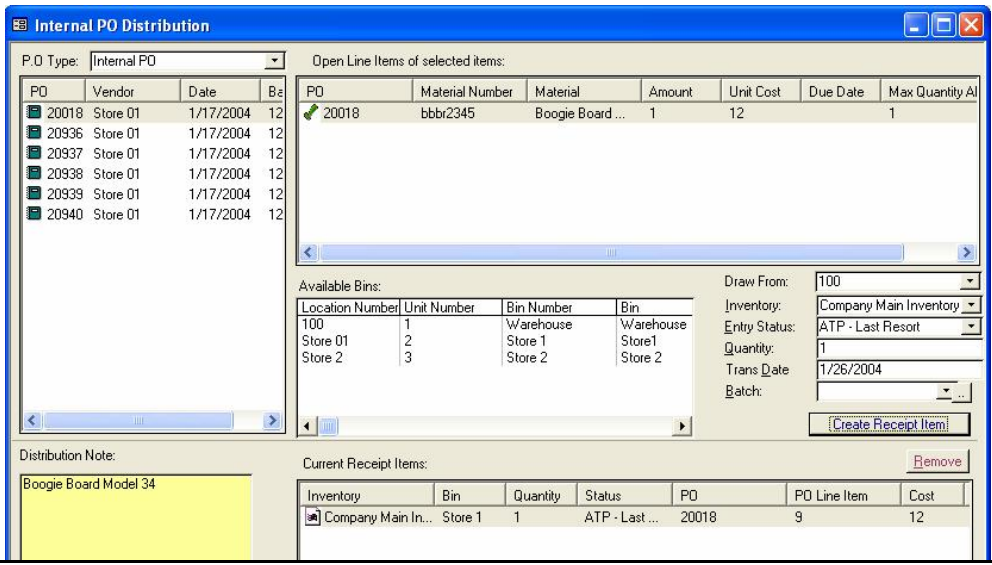 Internal PO Distribution
P.O Type: Internal PO
PO Vendor Date Ba
20018 Store 01 1/17/2004 12
20936 Store 01 1/17/2004 12
20937 Store 01 1/17/2004 12
20938 Store 01 1/17/2004 12
20939 Store 01 1/17/2004 12
20940 Store 01 1/17/2004 12
Open Line Items of selected items:
PO Material Number Material Amount Unit Cost Due Date Max Quantity Al
20018 bbbr2345 Boogie Board ... 1 12 1
Available Bins:
Location Number Unit Number Bin Number Bin
100 1 Warehouse Warehouse
Store 01 2 Store 1 Store1
Store 2 3 Store 2 Store 2
Draw From: 100
Inventory: Company Main Inventory
Entry Status: ATP - Last Resort
Quantity: 1
Trans Date 1/26/2004
Batch: ..
Create Receipt Item
Distribution Note:
Boogie Board Model 34
Current Receipt Items:
Remove
Inventory Bin Quantity Status PO PO Line Item Cost
Company Main In... Store 1 1 ATP - Last ... 20018 9 12